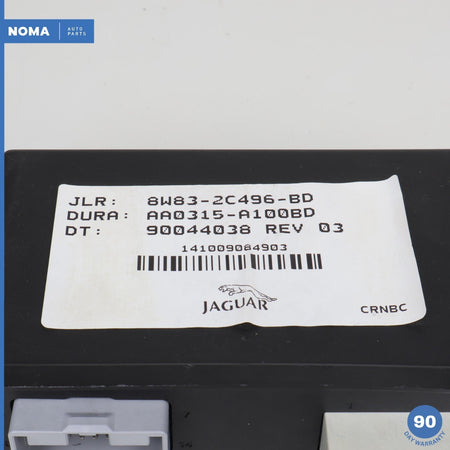 NOMA AUTO
PARTS
JLR: 8W83-2C496-BD
DURA: AA0315-A100BD
DT: 90044038 REV 03
141009084903
JAGUAR
CRNBC
90
DAY WARRANTY